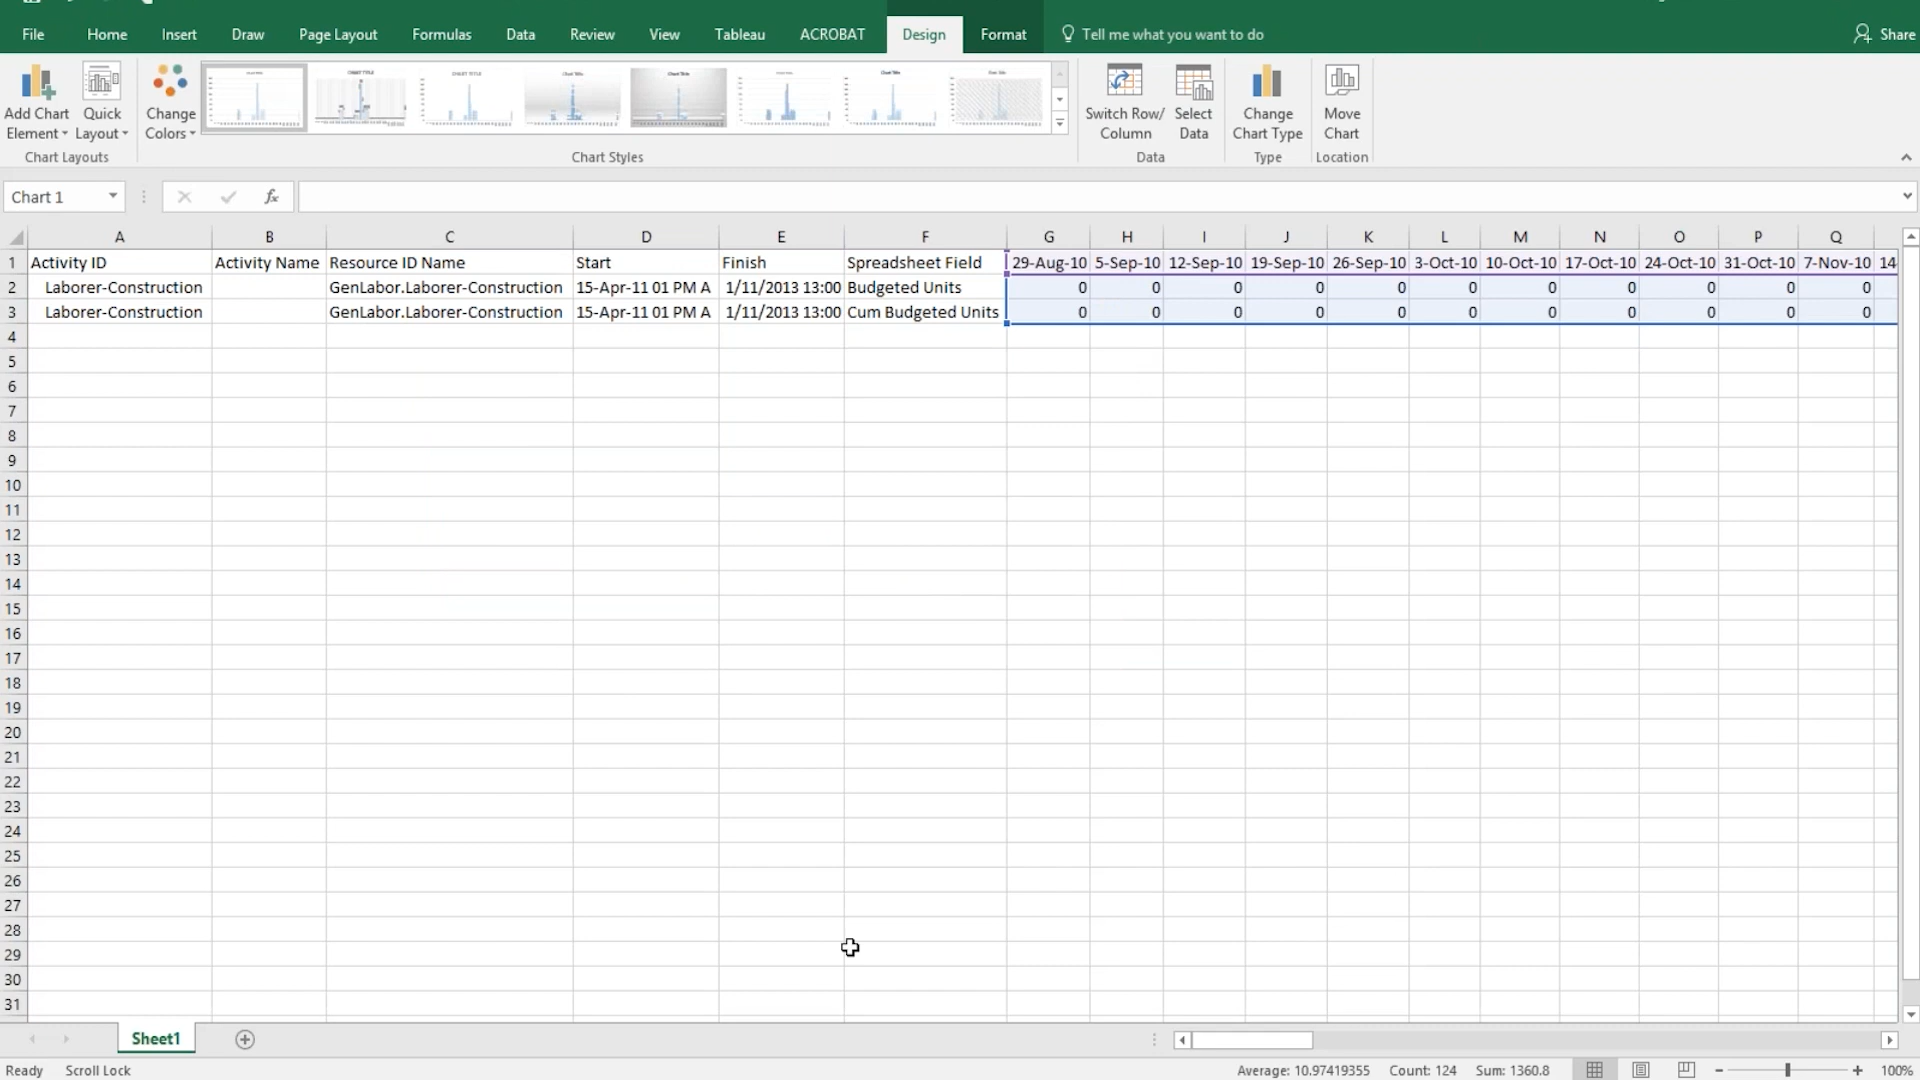 File Home Insert Draw Page Layout Formulas Data Review View Tableau ACROBAT Design Format Tell me what you want to do Share
Add Chart Element
Quick Layout
Change Colors
Switch Row/ Column
Select Data
Change Chart Type
Move Chart
Chart Layouts Chart Styles Data Type Location
Chart 1 fx
A B C D E F G H I J K L M N O P Q
1 Activity ID Activity Name Resource ID Name Start Finish Spreadsheet Field 29-Aug-10 5-Sep-10 12-Sep-10 19-Sep-10 26-Sep-10 3-Oct-10 10-Oct-10 17-Oct-10 24-Oct-10 31-Oct-10 7-Nov-10 14-
2 Laborer-Construction GenLabor.Laborer-Construction 15-Apr-11 01 PM A 1/11/2013 13:00 Budgeted Units 0 0 0 0 0 0 0 0 0 0 0
3 Laborer-Construction GenLabor.Laborer-Construction 15-Apr-11 01 PM A 1/11/2013 13:00 Cum Budgeted Units 0 0 0 0 0 0 0 0 0 0 0
4
5
6
7
8
9
10
11
12
13
14
15
16
17
18
19
20
21
22
23
24
25
26
27
28
29
30
31
Sheet1
Ready Scroll Lock Average: 10.97419355 Count: 124 Sum: 1360.8 100%